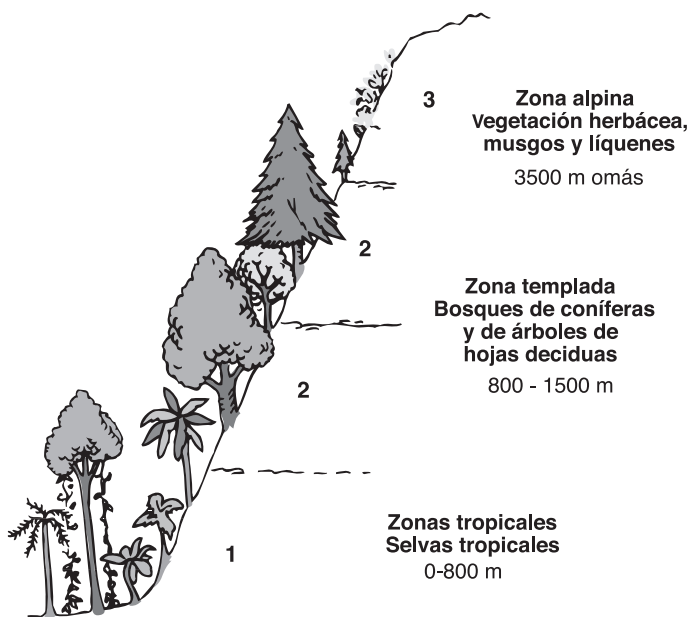 3
Zona alpina
Vegetación herbácea,
musgos y líquenes
3500 m omás
2
Zona templada
Bosques de coníferas
y de árboles de
hojas deciduas
800 - 1500 m
2
Zonas tropicales
Selvas tropicales
0-800 m
1